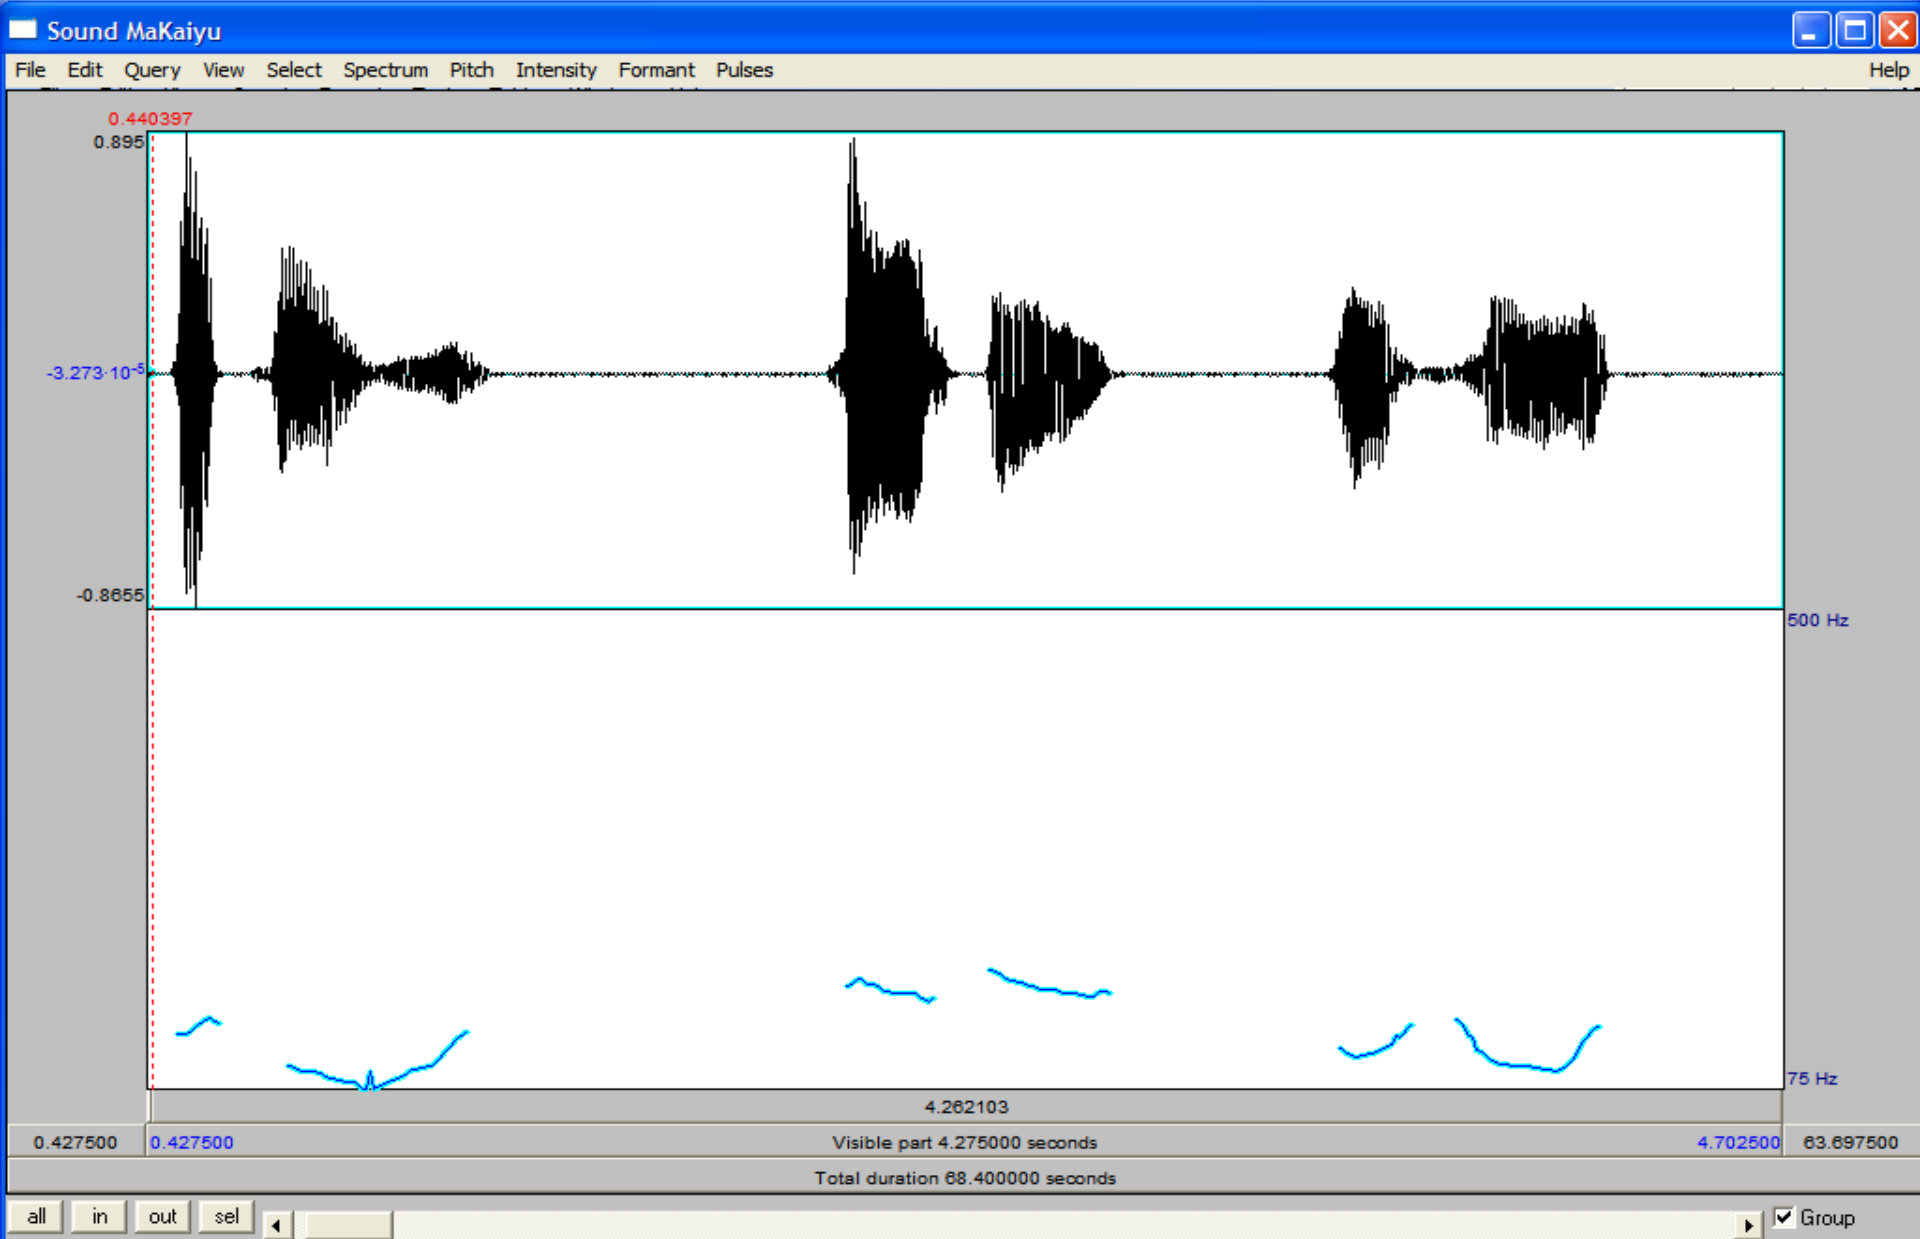 Sound MaKaiyu
File Edit Query View Select Spectrum Pitch Intensity Formant Pulses Help
0.440397
0.895
-3.273·10⁻⁵
-0.8655
500 Hz
75 Hz
4.262103
0.427500 0.427500 Visible part 4.275000 seconds 4.702500 63.697500
Total duration 68.400000 seconds
all in out sel Group